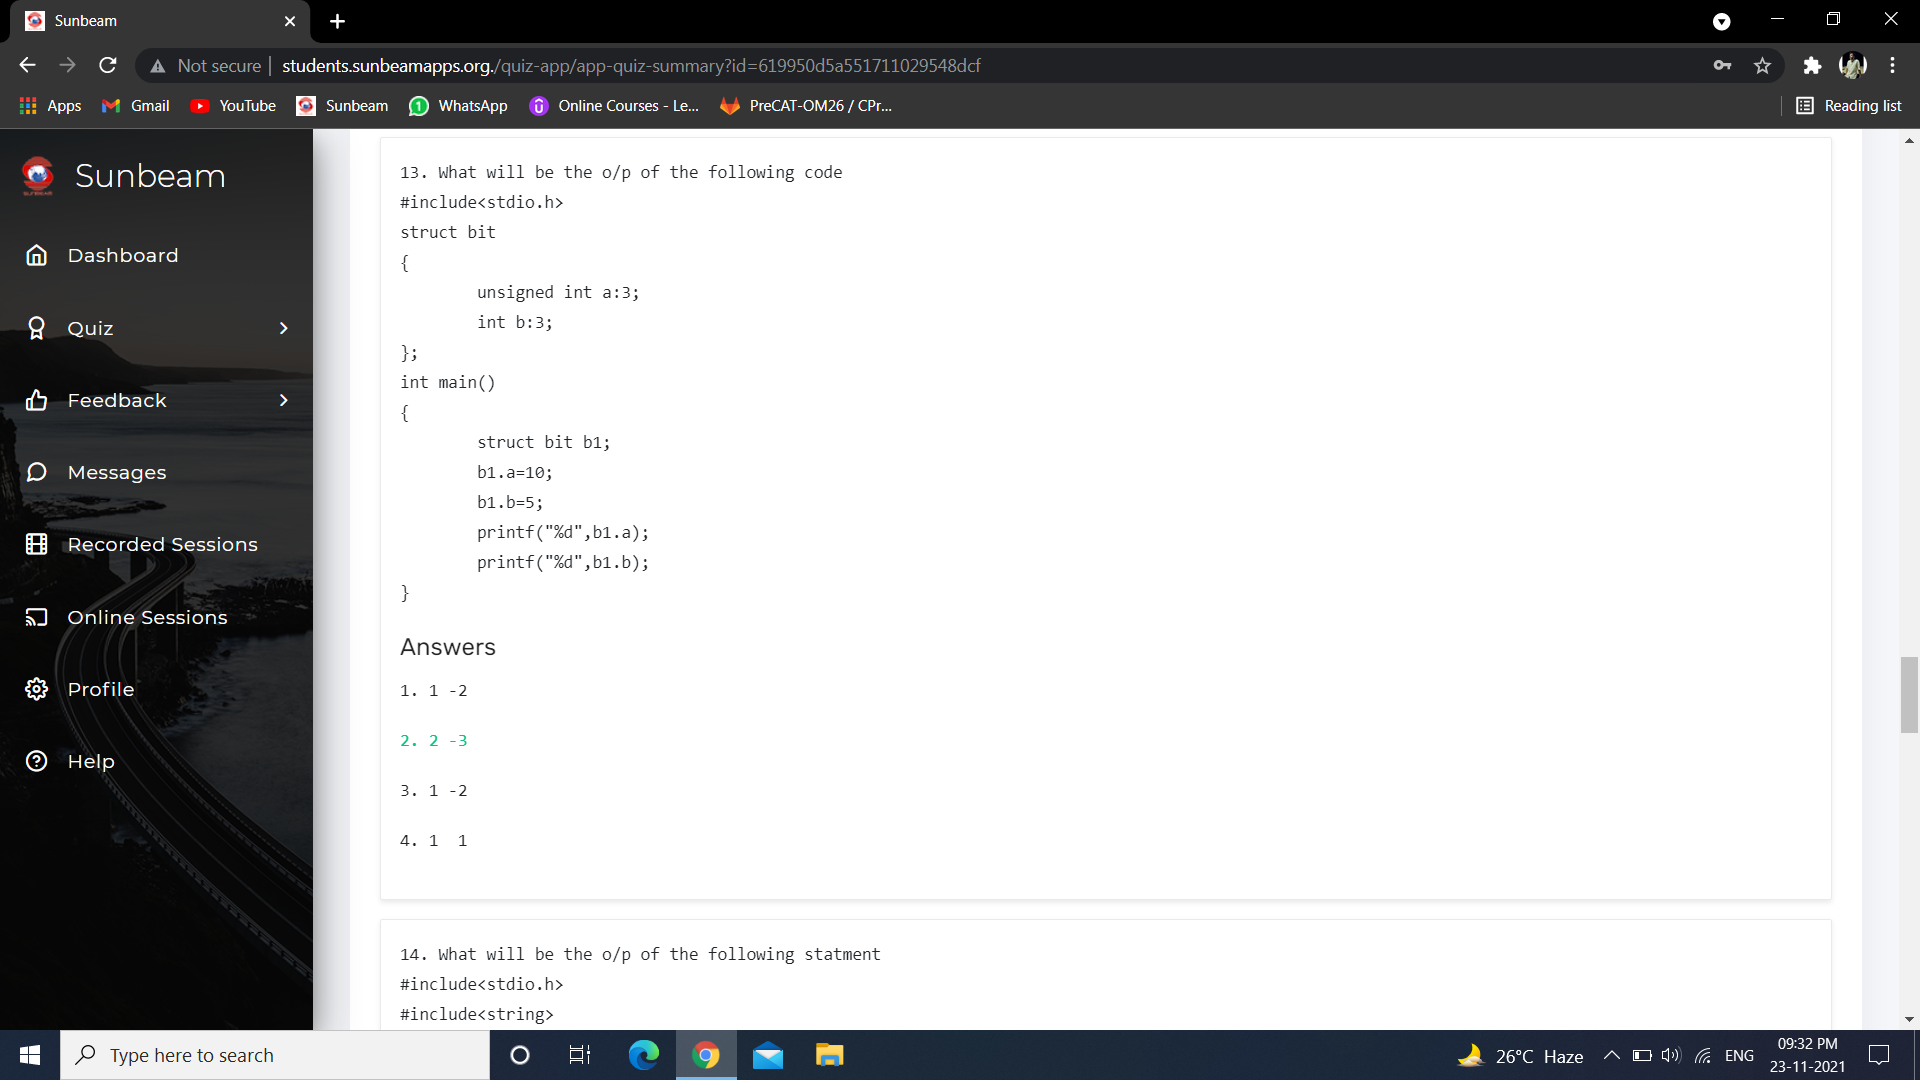 Sunbeam
Not secure | students.sunbeamapps.org./quiz-app/app-quiz-summary?id=619950d5a551711029548dcf
Apps Gmail YouTube Sunbeam 1 WhatsApp Online Courses - Le... PreCAT-OM26 / CPr... Reading list
Sunbeam
Dashboard
Quiz
Feedback
Messages
Recorded Sessions
Online Sessions
Profile
Help
13. What will be the o/p of the following code
#include<stdio.h>
struct bit
{
unsigned int a:3;
int b:3;
};
int main()
{
struct bit b1;
b1.a=10;
b1.b=5;
printf("%d",b1.a);
printf("%d",b1.b);
}
Answers
1. 1 -2
2. 2 -3
3. 1 -2
4. 1  1
14. What will be the o/p of the following statment
#include<stdio.h>
#include<string>
Type here to search
26°C Haze
ENG
09:32 PM
23-11-2021